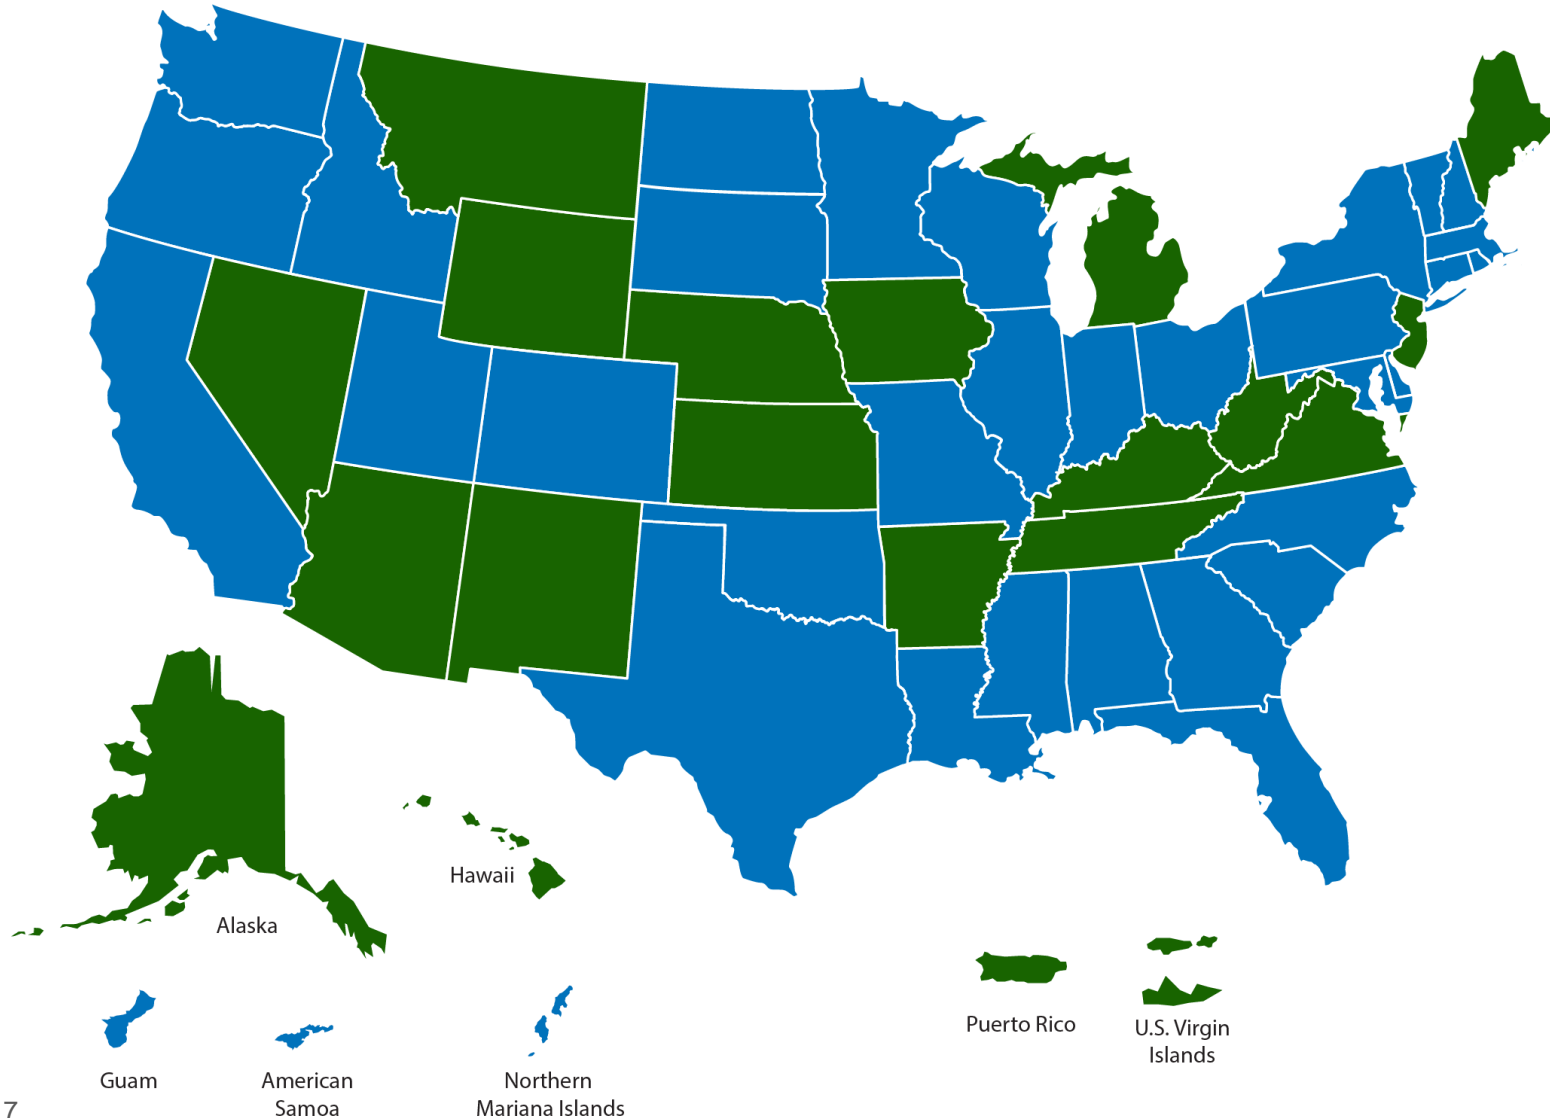 Hawaii
Alaska
Puerto Rico
U.S. Virgin
Islands
Guam
American
Samoa
Northern
Mariana Islands
7